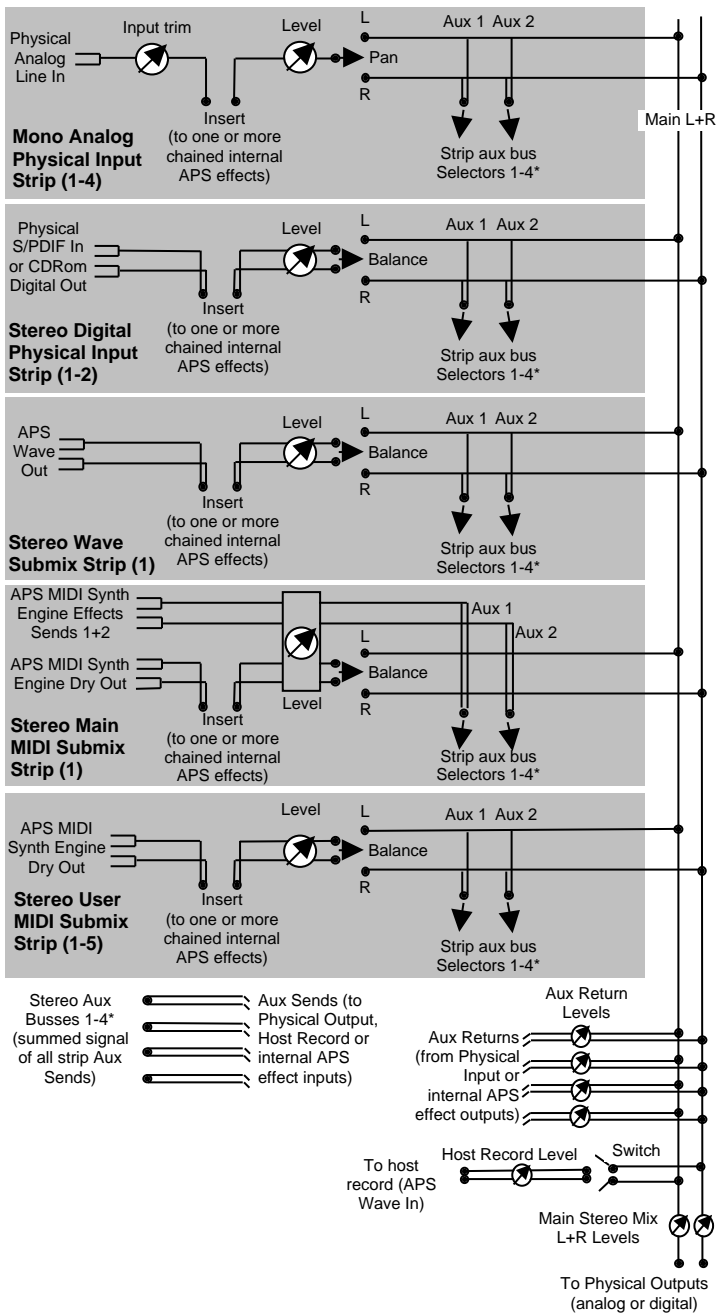 Physical
Analog
Line In
Input trim
Level
L
Pan
R
Aux 1 Aux 2
Insert
(to one or more
chained internal
APS effects)
Mono Analog
Physical Input
Strip (1-4)
Strip aux bus
Selectors 1-4*
Main L+R
Physical
S/PDIF In
or CDRom
Digital Out
Level
L
Balance
R
Aux 1 Aux 2
Insert
(to one or more
chained internal
APS effects)
Stereo Digital
Physical Input
Strip (1-2)
Strip aux bus
Selectors 1-4*
APS
Wave
Out
Level
L
Balance
R
Aux 1 Aux 2
Insert
(to one or more
chained internal
APS effects)
Stereo Wave
Submix Strip (1)
Strip aux bus
Selectors 1-4*
APS MIDI Synth
Engine Effects
Sends 1+2
APS MIDI Synth
Engine Dry Out
Level
L
Balance
R
Aux 1
Aux 2
Insert
(to one or more
chained internal
APS effects)
Stereo Main
MIDI Submix
Strip (1)
Strip aux bus
Selectors 1-4*
APS MIDI
Synth Engine
Dry Out
Level
L
Balance
R
Aux 1 Aux 2
Insert
(to one or more
chained internal
APS effects)
Stereo User
MIDI Submix
Strip (1-5)
Strip aux bus
Selectors 1-4*
Stereo Aux
Busses 1-4*
(summed signal
of all strip Aux
Sends)
Aux Sends (to
Physical Output,
Host Record or
internal APS
effect inputs)
Aux Return
Levels
Aux Returns
(from Physical
Input or
internal APS
effect outputs)
To host
record (APS
Wave In)
Host Record Level
Switch
Main Stereo Mix
L+R Levels
To Physical Outputs
(analog or digital)